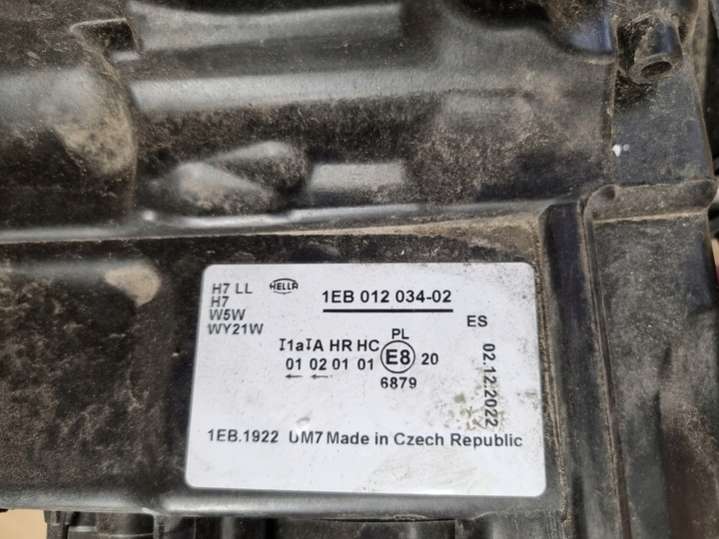 H7 LL
H7
W5W
WY21W
HELLA
1EB 012 034-02
ES
PL
I1aIA HR HC
E8
20
01 02 01 01
6879
02.12.2022
1EB.1922 UM7 Made in Czech Republic